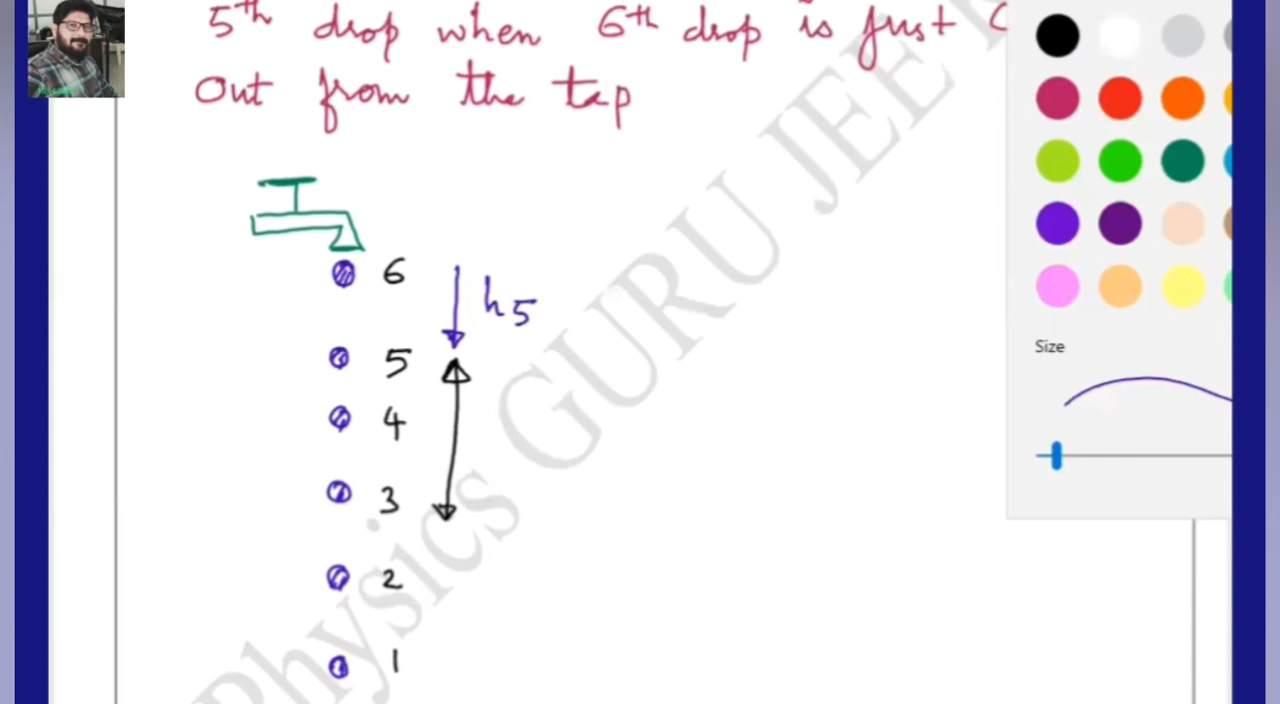 5th drop when 6th drop is just
Out from the tap
6
h5
5
4
3
2
1
Size
Physics GURU JEE